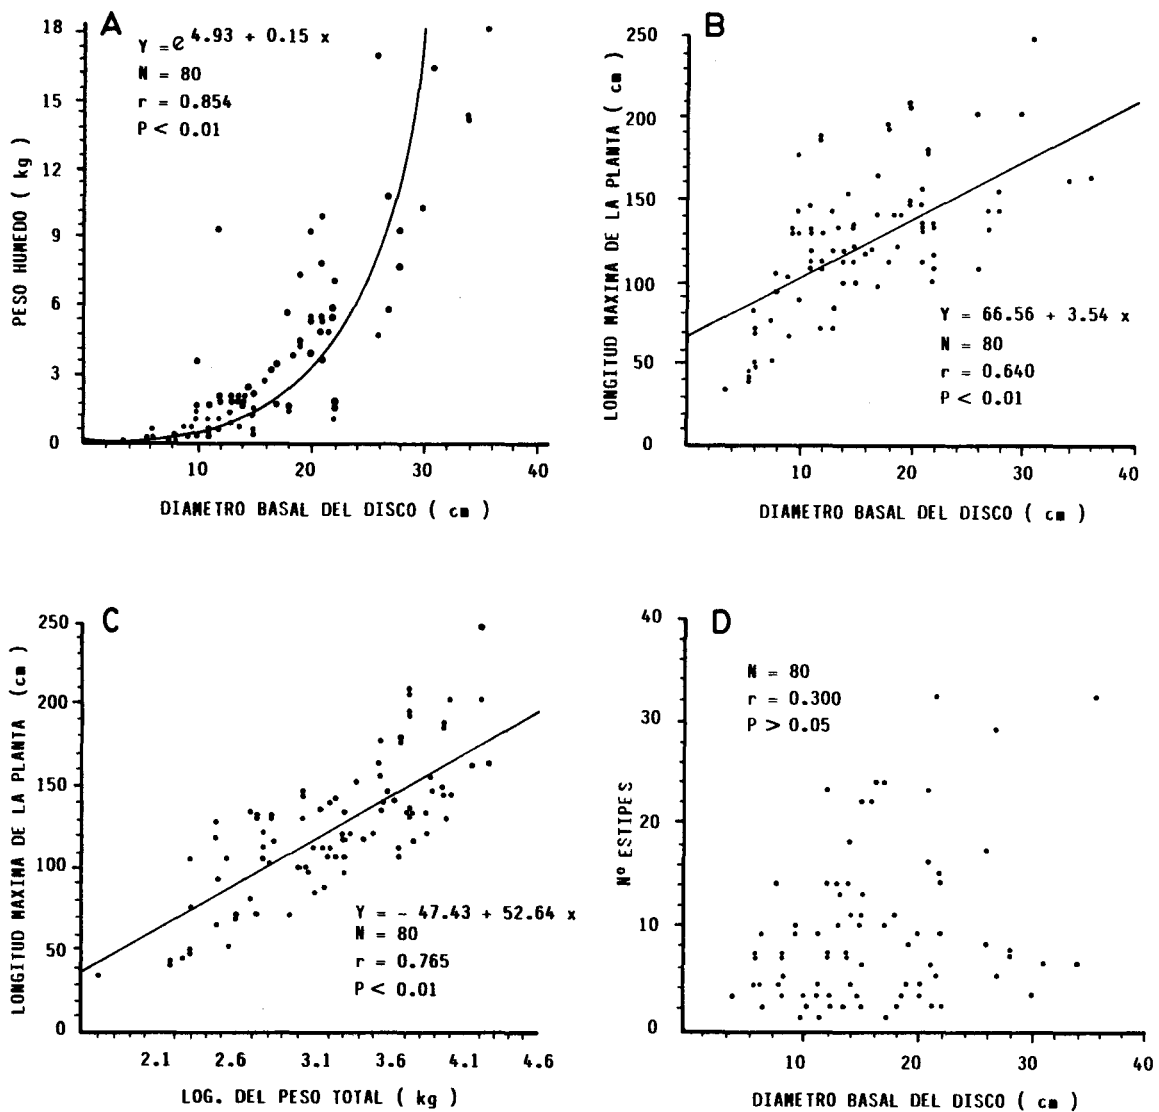 A
Y = e 4.93 + 0.15 x
N = 80
r = 0.854
P < 0.01
PESO HUMEDO ( kg )
18
15
12
9
6
3
0
10 20 30 40
DIAMETRO BASAL DEL DISCO ( cm )
B
LONGITUD MAXIMA DE LA PLANTA ( cm )
250
200
150
100
50
0
Y = 66.56 + 3.54 x
N = 80
r = 0.640
P < 0.01
10 20 30 40
DIAMETRO BASAL DEL DISCO ( cm )
C
LONGITUD MAXIMA DE LA PLANTA (cm )
250
200
150
100
50
0
Y = - 47.43 + 52.64 x
N = 80
r = 0.765
P < 0.01
2.1 2.6 3.1 3.6 4.1 4.6
LOG. DEL PESO TOTAL ( kg )
D
N = 80
r = 0.300
P > 0.05
Nº ESTIPES
40
30
20
10
0
10 20 30 40
DIAMETRO BASAL DEL DISCO ( cm )